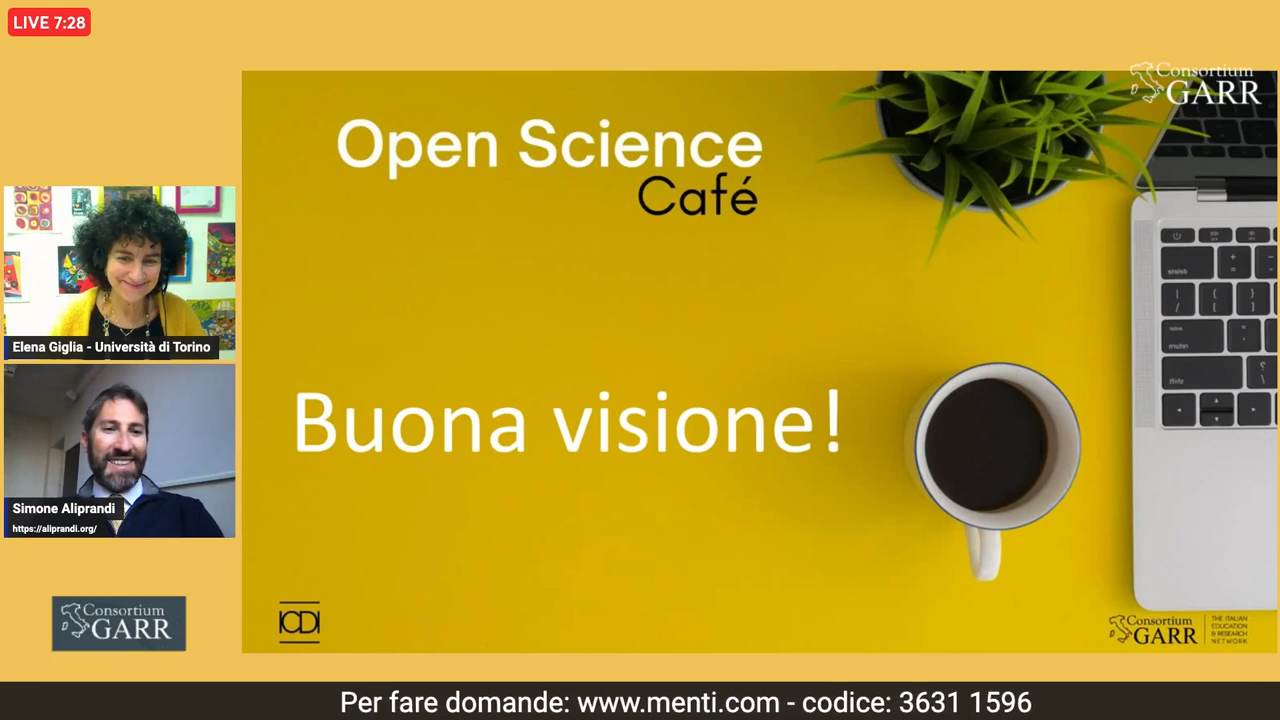 LIVE 7:28
Consortium
GARR
Open Science
Café
Elena Giglia - Università di Torino
Buona visione!
Simone Aliprandi
https://aliprandi.org/
Consortium
GARR
ICDI
Consortium
GARR
THE ITALIAN
EDUCATION
& RESEARCH
NETWORK
Per fare domande: www.menti.com - codice: 3631 1596